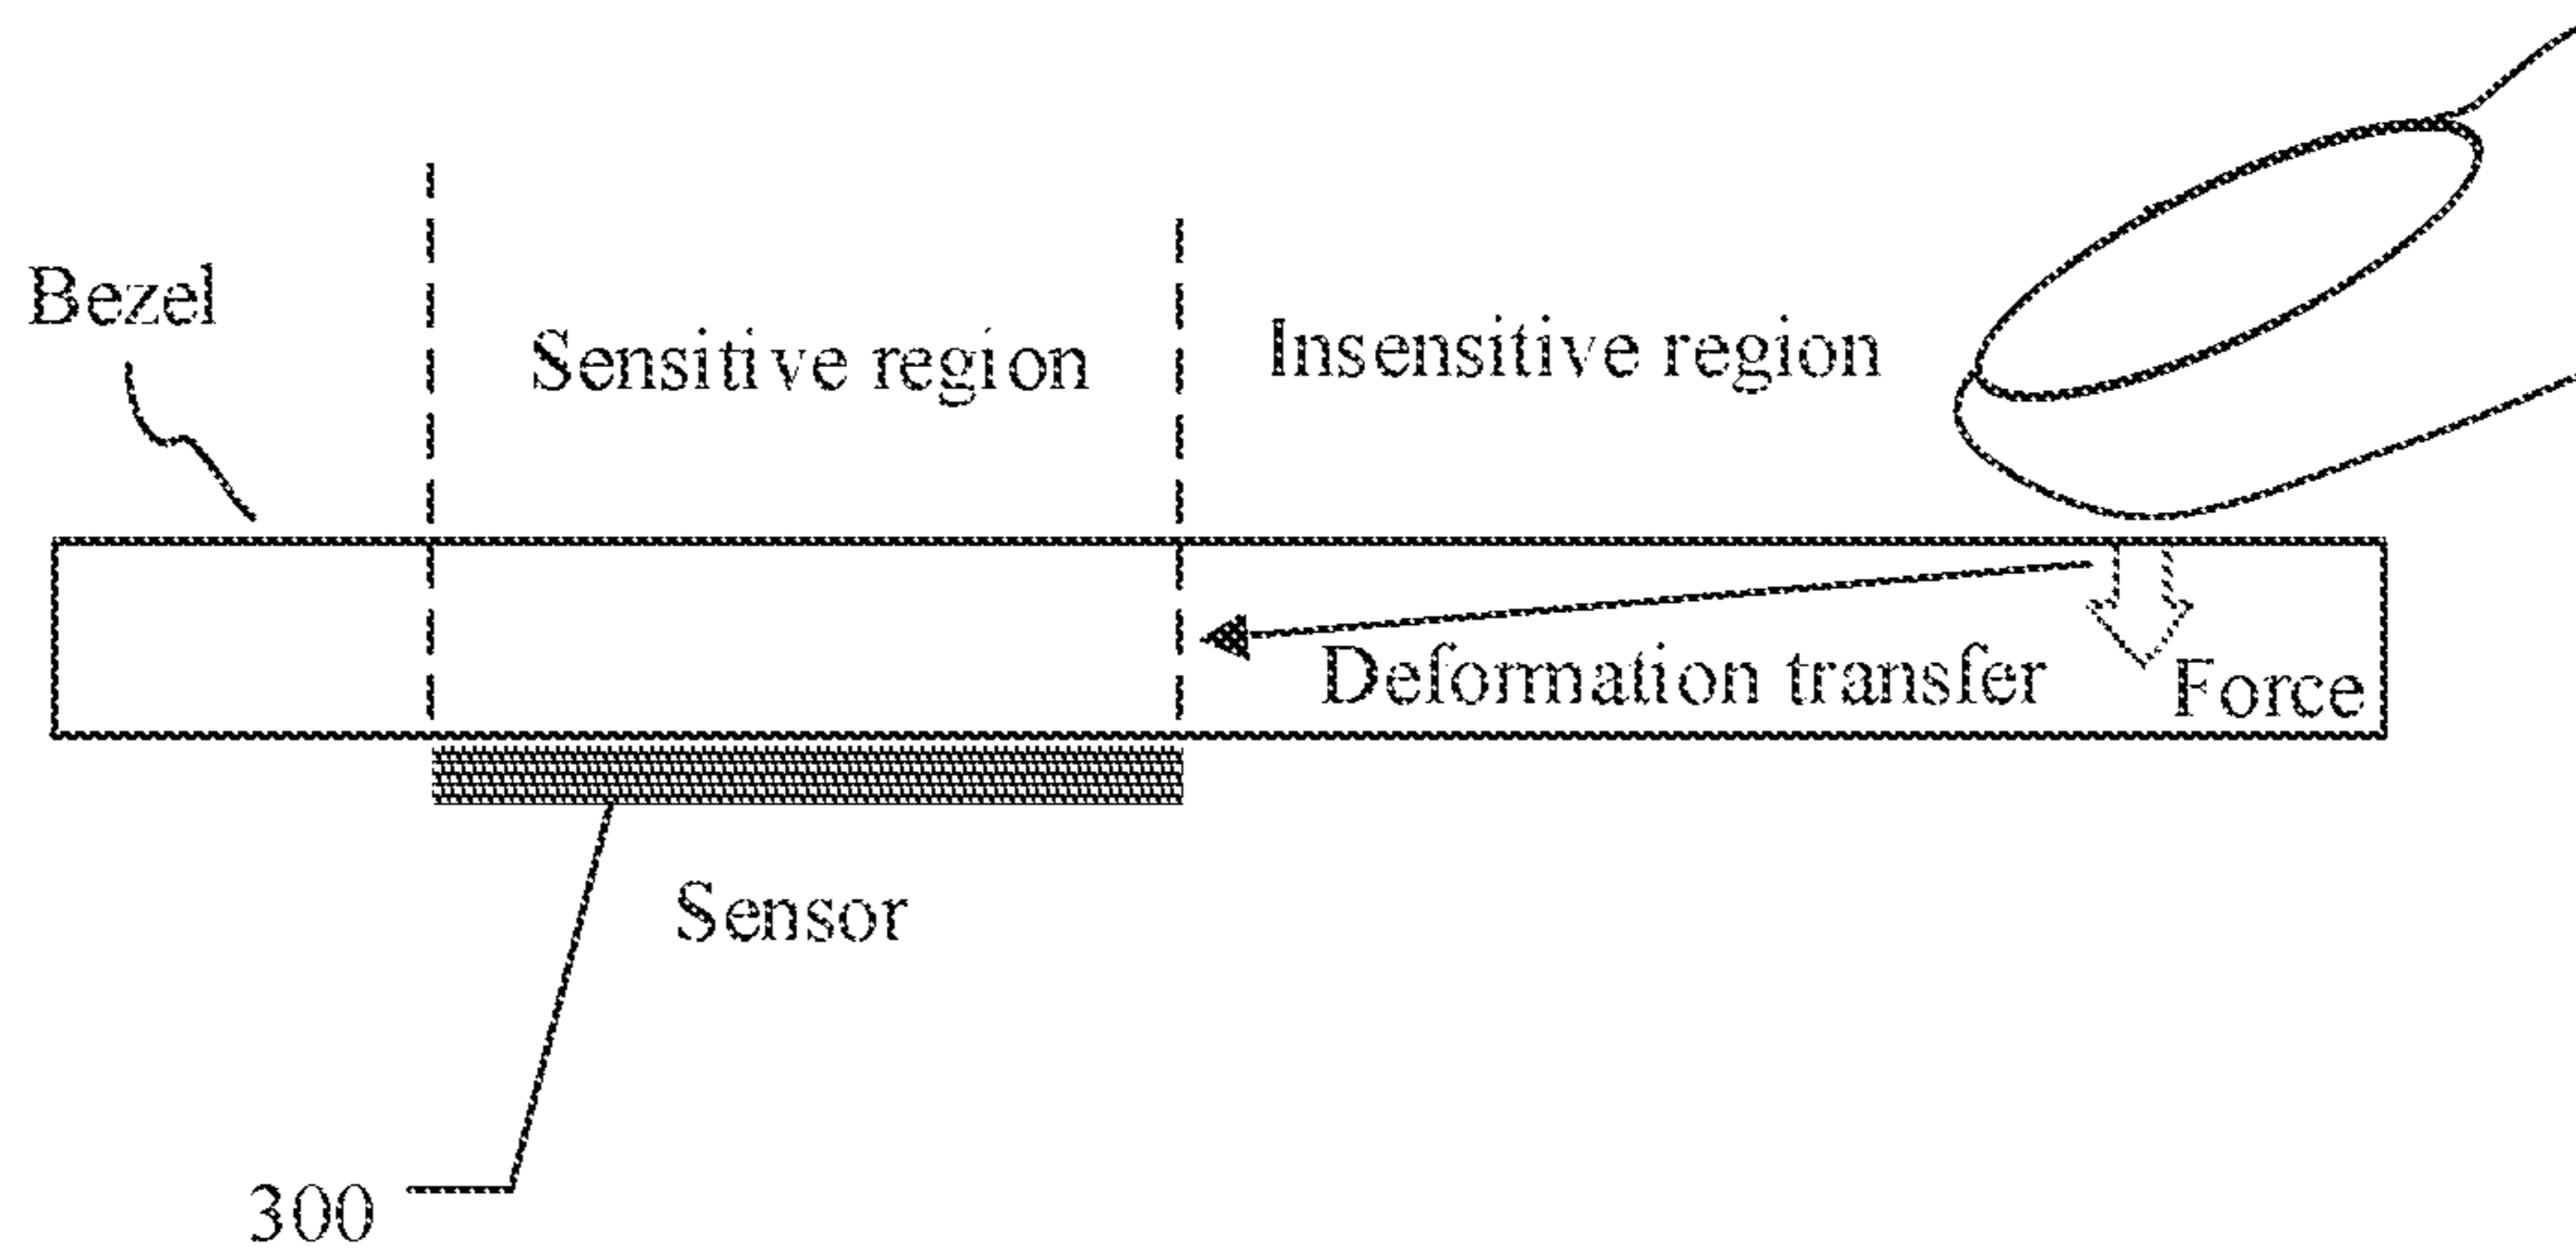 Bezel
Sensitive region
Insensitive region
Deformation transfer
Force
Sensor
300